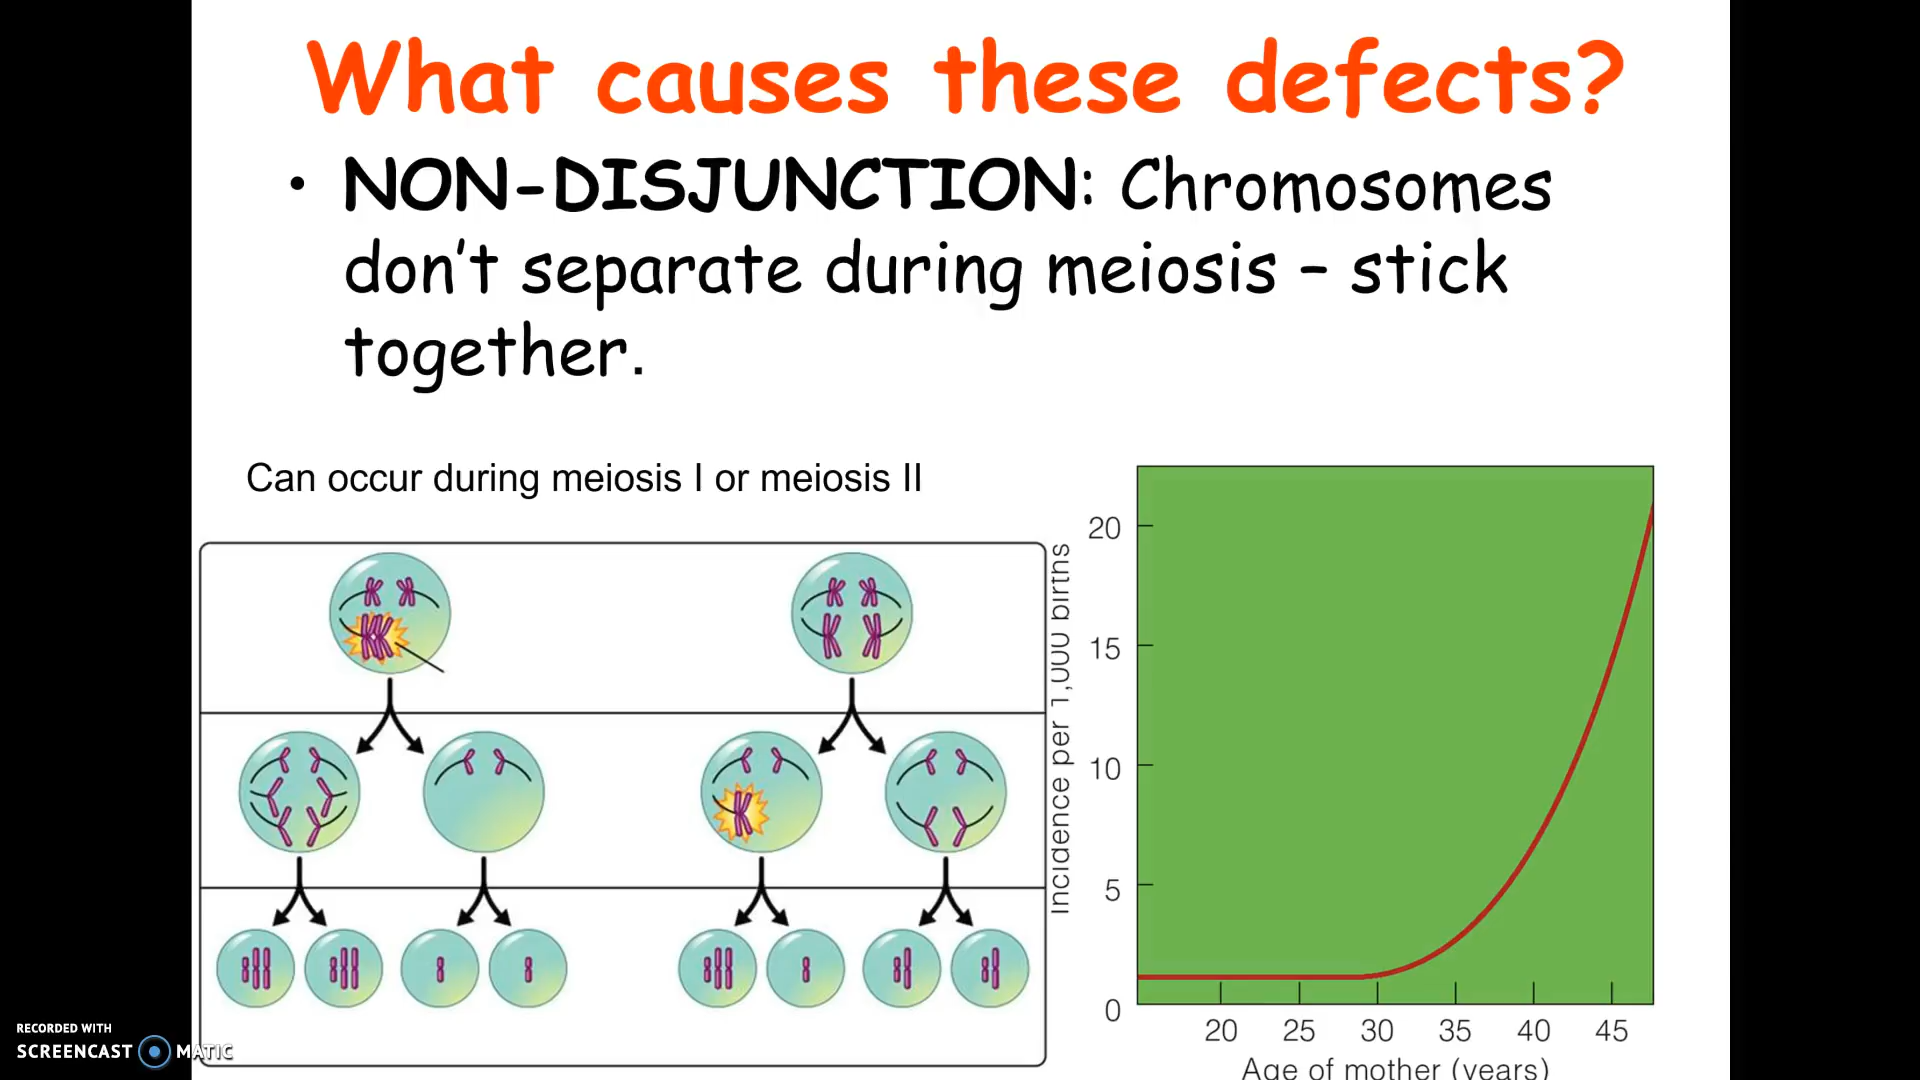 What causes these defects?
• NON-DISJUNCTION: Chromosomes
don't separate during meiosis – stick
together.
Can occur during meiosis I or meiosis II
Incidence per 1,000 births
20
15
10
5
0
20 25 30 35 40 45
Age of mother (years)
RECORDED WITH
SCREENCAST MATIC